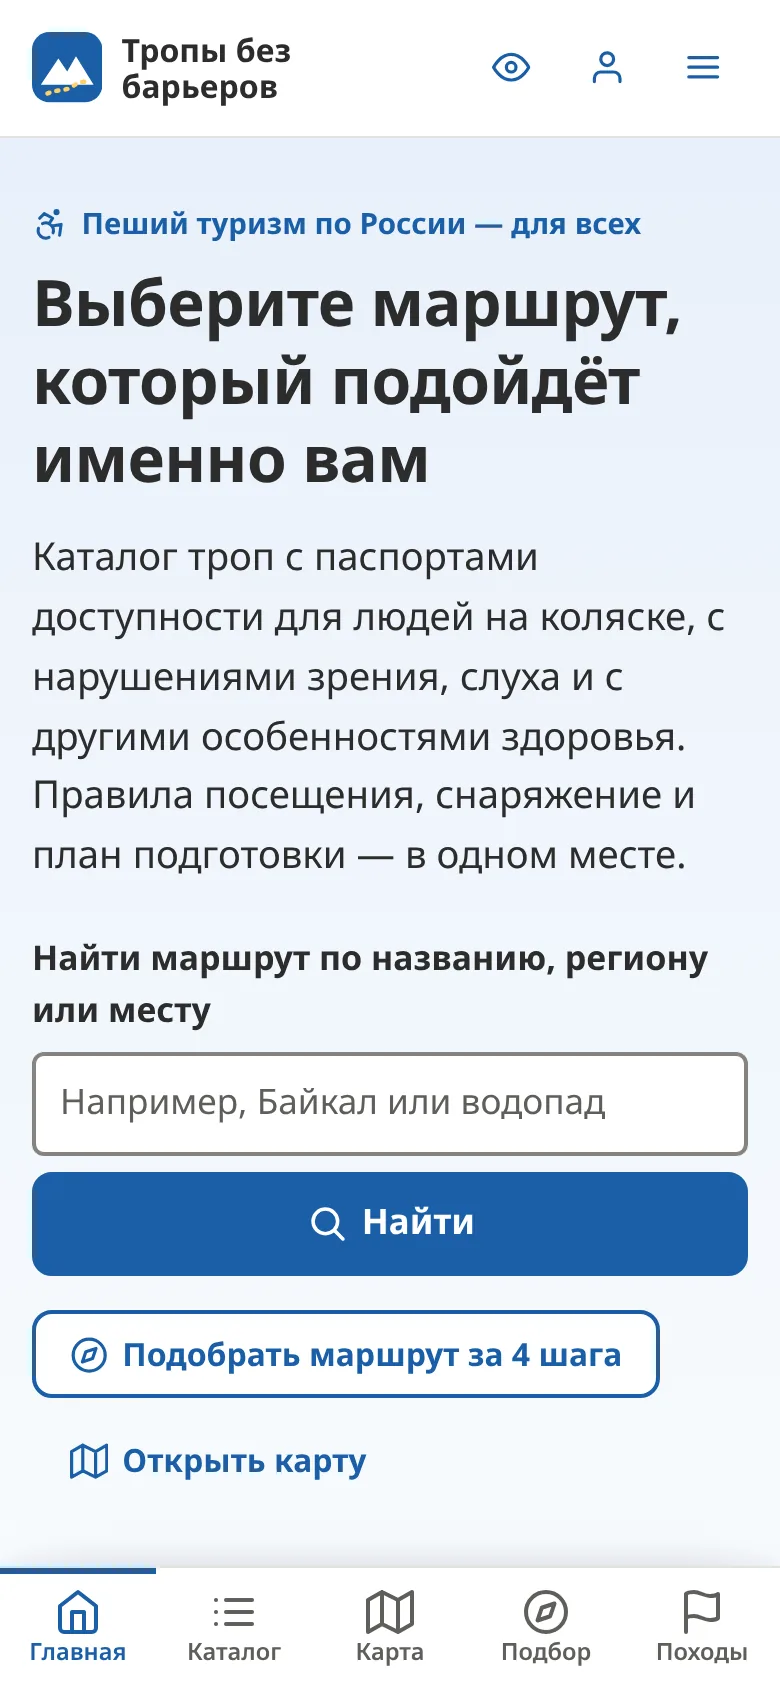 Тропы без
барьеров
Пеший туризм по России — для всех
Выберите маршрут,
который подойдёт
именно вам
Каталог троп с паспортами
доступности для людей на коляске, с
нарушениями зрения, слуха и с
другими особенностями здоровья.
Правила посещения, снаряжение и
план подготовки — в одном месте.
Найти маршрут по названию, региону
или месту
Например, Байкал или водопад
Найти
Подобрать маршрут за 4 шага
Открыть карту
Главная
Каталог
Карта
Подбор
Походы